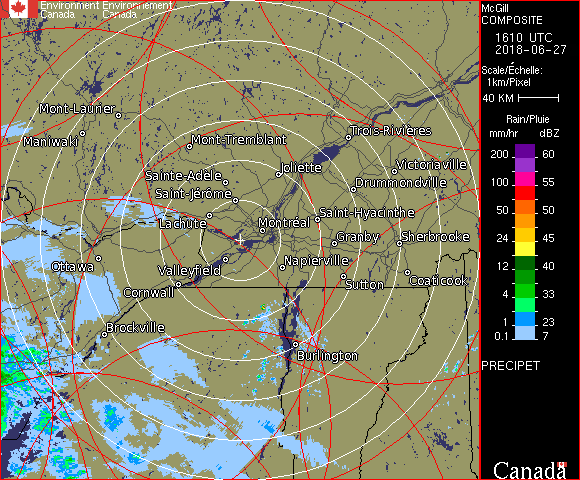 Environment Environnement
Canada Canada
McGill
COMPOSITE
1610 UTC
2018-06-27
Scale/Échelle:
1km/Pixel
40 KM
Rain/Pluie
mm/hr dBZ
200 60
100 55
50 50
24 45
12 40
4 33
1 23
0.1 7
PRECIPET
Canada
Mont-Laurier
Maniwaki
Mont-Tremblant
Trois-Rivières
Sainte-Adèle
Joliette
Victoriaville
Saint-Jérôme
Drummondville
Lachute
Montréal
Saint-Hyacinthe
Granby
Sherbrooke
Ottawa
Valleyfield
Napierville
Cornwall
Sutton
Coaticook
Brockville
Burlington